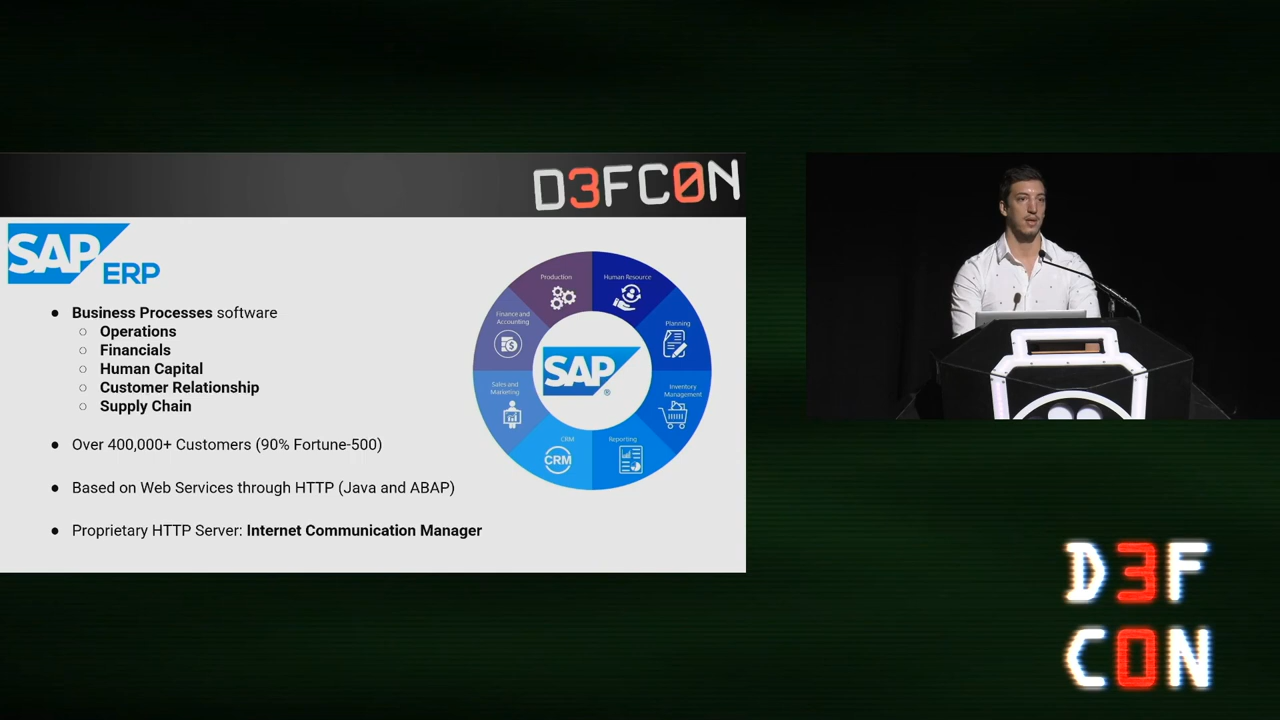 D3FC0N
SAP
ERP
● Business Processes software
○ Operations
○ Financials
○ Human Capital
○ Customer Relationship
○ Supply Chain
● Over 400,000+ Customers (90% Fortune-500)
● Based on Web Services through HTTP (Java and ABAP)
● Proprietary HTTP Server: Internet Communication Manager
Production
Human Resource
Finance and
Accounting
Planning
SAP
®
Sales and
Marketing
Inventory
Management
CRM
CRM
Reporting
D3F
C0N